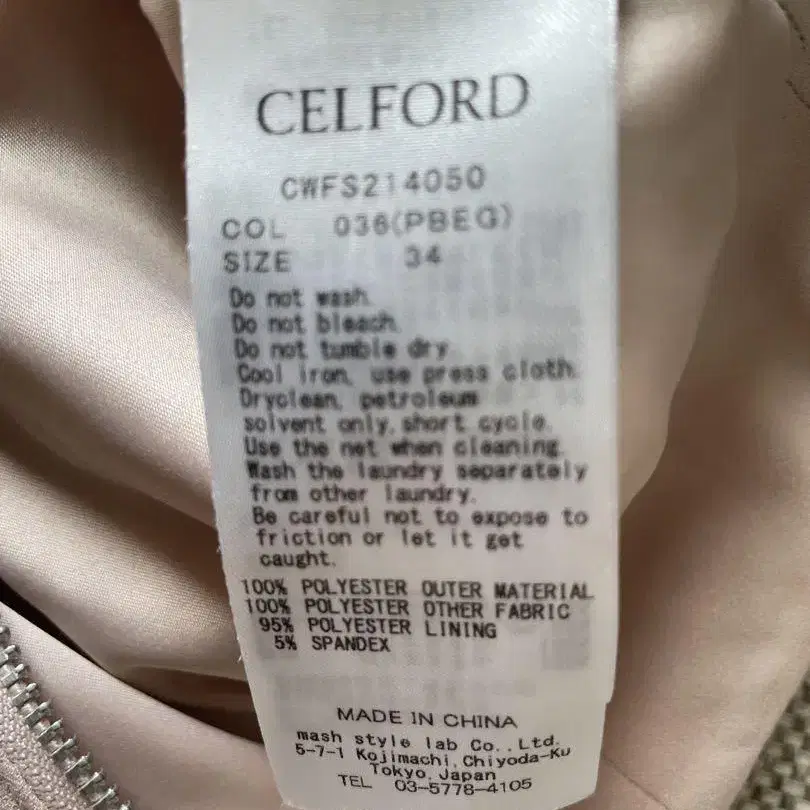 CELFORD
CWFS214050
COL 036(PBEG)
SIZE 34
Do not wash.
Do not bleach.
Do not tumble dry.
Cool iron, use press cloth.
Dryclean, petroleum
solvent only, short cycle.
Use the net when cleaning.
Wash the laundry separately
from other laundry.
Be careful not to expose to
friction or let it get
caught.
100% POLYESTER OUTER MATERIAL
100% POLYESTER OTHER FABRIC
95% POLYESTER LINING
5% SPANDEX
MADE IN CHINA
mash style lab Co.,Ltd.
5-7-1 Kojimachi,Chiyoda-Ku
Tokyo,Japan
TEL 03-5778-4105